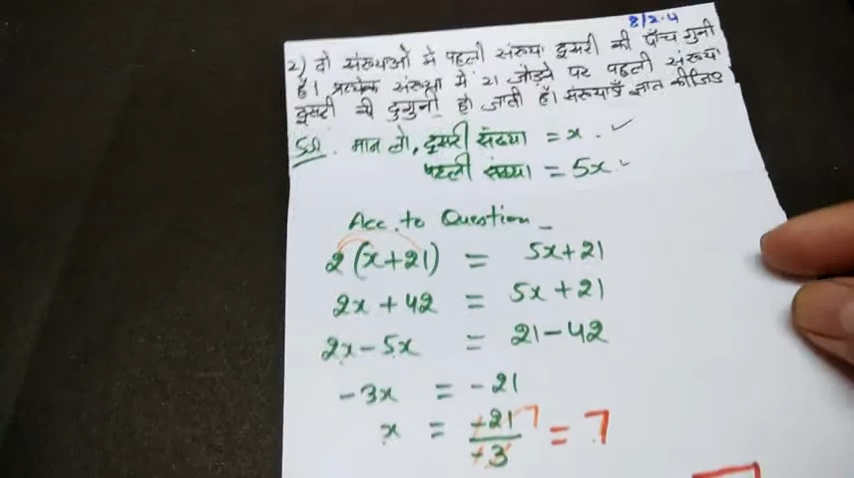 8/2.4
2) दो संख्याओं में पहली संख्या दूसरी की पाँच गुनी
है। प्रत्येक संख्या में 21 जोड़ने पर पहली संख्या
दूसरी की दुगुनी हो जाती है। संख्याएँ ज्ञात कीजिए
Sol. मान लो, दूसरी संख्या = x. ✓
पहली संख्या = 5x ✓
Acc. to Question _
2(x+21) = 5x+21
2x + 42 = 5x + 21
2x - 5x = 21-42
-3x = -21
x = -21/-3 7 = 7